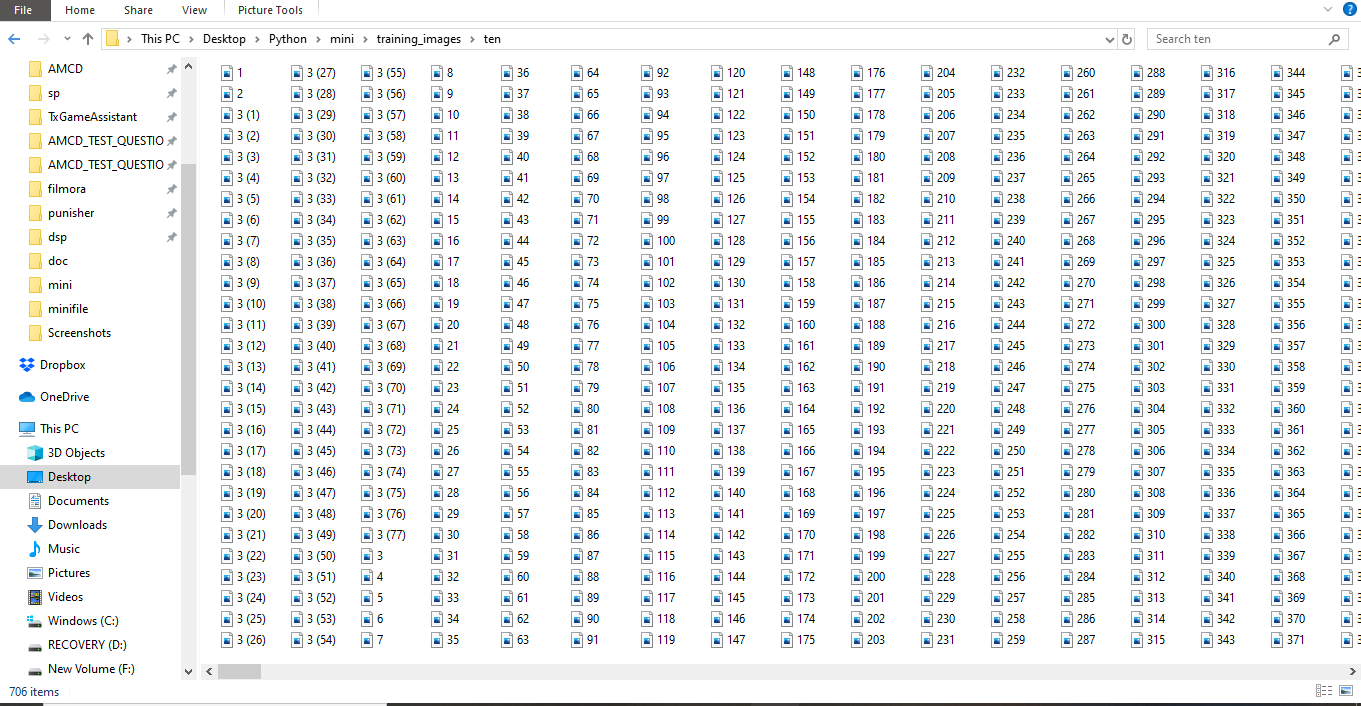 File Home Share View Picture Tools
This PC > Desktop > Python > mini > training_images > ten Search ten
AMCD
sp
TxGameAssistant
AMCD_TEST_QUESTIO
AMCD_TEST_QUESTIO
filmora
punisher
dsp
doc
mini
minifile
Screenshots
Dropbox
OneDrive
This PC
3D Objects
Desktop
Documents
Downloads
Music
Pictures
Videos
Windows (C:)
RECOVERY (D:)
New Volume (F:)
1 3 (27) 3 (55) 8 36 64 92 120 148 176 204 232 260 288 316 344
2 3 (28) 3 (56) 9 37 65 93 121 149 177 205 233 261 289 317 345
3 (1) 3 (29) 3 (57) 10 38 66 94 122 150 178 206 234 262 290 318 346
3 (2) 3 (30) 3 (58) 11 39 67 95 123 151 179 207 235 263 291 319 347
3 (3) 3 (31) 3 (59) 12 40 68 96 124 152 180 208 236 264 292 320 348
3 (4) 3 (32) 3 (60) 13 41 69 97 125 153 181 209 237 265 293 321 349
3 (5) 3 (33) 3 (61) 14 42 70 98 126 154 182 210 238 266 294 322 350
3 (6) 3 (34) 3 (62) 15 43 71 99 127 155 183 211 239 267 295 323 351
3 (7) 3 (35) 3 (63) 16 44 72 100 128 156 184 212 240 268 296 324 352
3 (8) 3 (36) 3 (64) 17 45 73 101 129 157 185 213 241 269 297 325 353
3 (9) 3 (37) 3 (65) 18 46 74 102 130 158 186 214 242 270 298 326 354
3 (10) 3 (38) 3 (66) 19 47 75 103 131 159 187 215 243 271 299 327 355
3 (11) 3 (39) 3 (67) 20 48 76 104 132 160 188 216 244 272 300 328 356
3 (12) 3 (40) 3 (68) 21 49 77 105 133 161 189 217 245 273 301 329 357
3 (13) 3 (41) 3 (69) 22 50 78 106 134 162 190 218 246 274 302 330 358
3 (14) 3 (42) 3 (70) 23 51 79 107 135 163 191 219 247 275 303 331 359
3 (15) 3 (43) 3 (71) 24 52 80 108 136 164 192 220 248 276 304 332 360
3 (16) 3 (44) 3 (72) 25 53 81 109 137 165 193 221 249 277 305 333 361
3 (17) 3 (45) 3 (73) 26 54 82 110 138 166 194 222 250 278 306 334 362
3 (18) 3 (46) 3 (74) 27 55 83 111 139 167 195 223 251 279 307 335 363
3 (19) 3 (47) 3 (75) 28 56 84 112 140 168 196 224 252 280 308 336 364
3 (20) 3 (48) 3 (76) 29 57 85 113 141 169 197 225 253 281 309 337 365
3 (21) 3 (49) 3 (77) 30 58 86 114 142 170 198 226 254 282 310 338 366
3 (22) 3 (50) 3 31 59 87 115 143 171 199 227 255 283 311 339 367
3 (23) 3 (51) 4 32 60 88 116 144 172 200 228 256 284 312 340 368
3 (24) 3 (52) 5 33 61 89 117 145 173 201 229 257 285 313 341 369
3 (25) 3 (53) 6 34 62 90 118 146 174 202 230 258 286 314 342 370
3 (26) 3 (54) 7 35 63 91 119 147 175 203 231 259 287 315 343 371
706 items